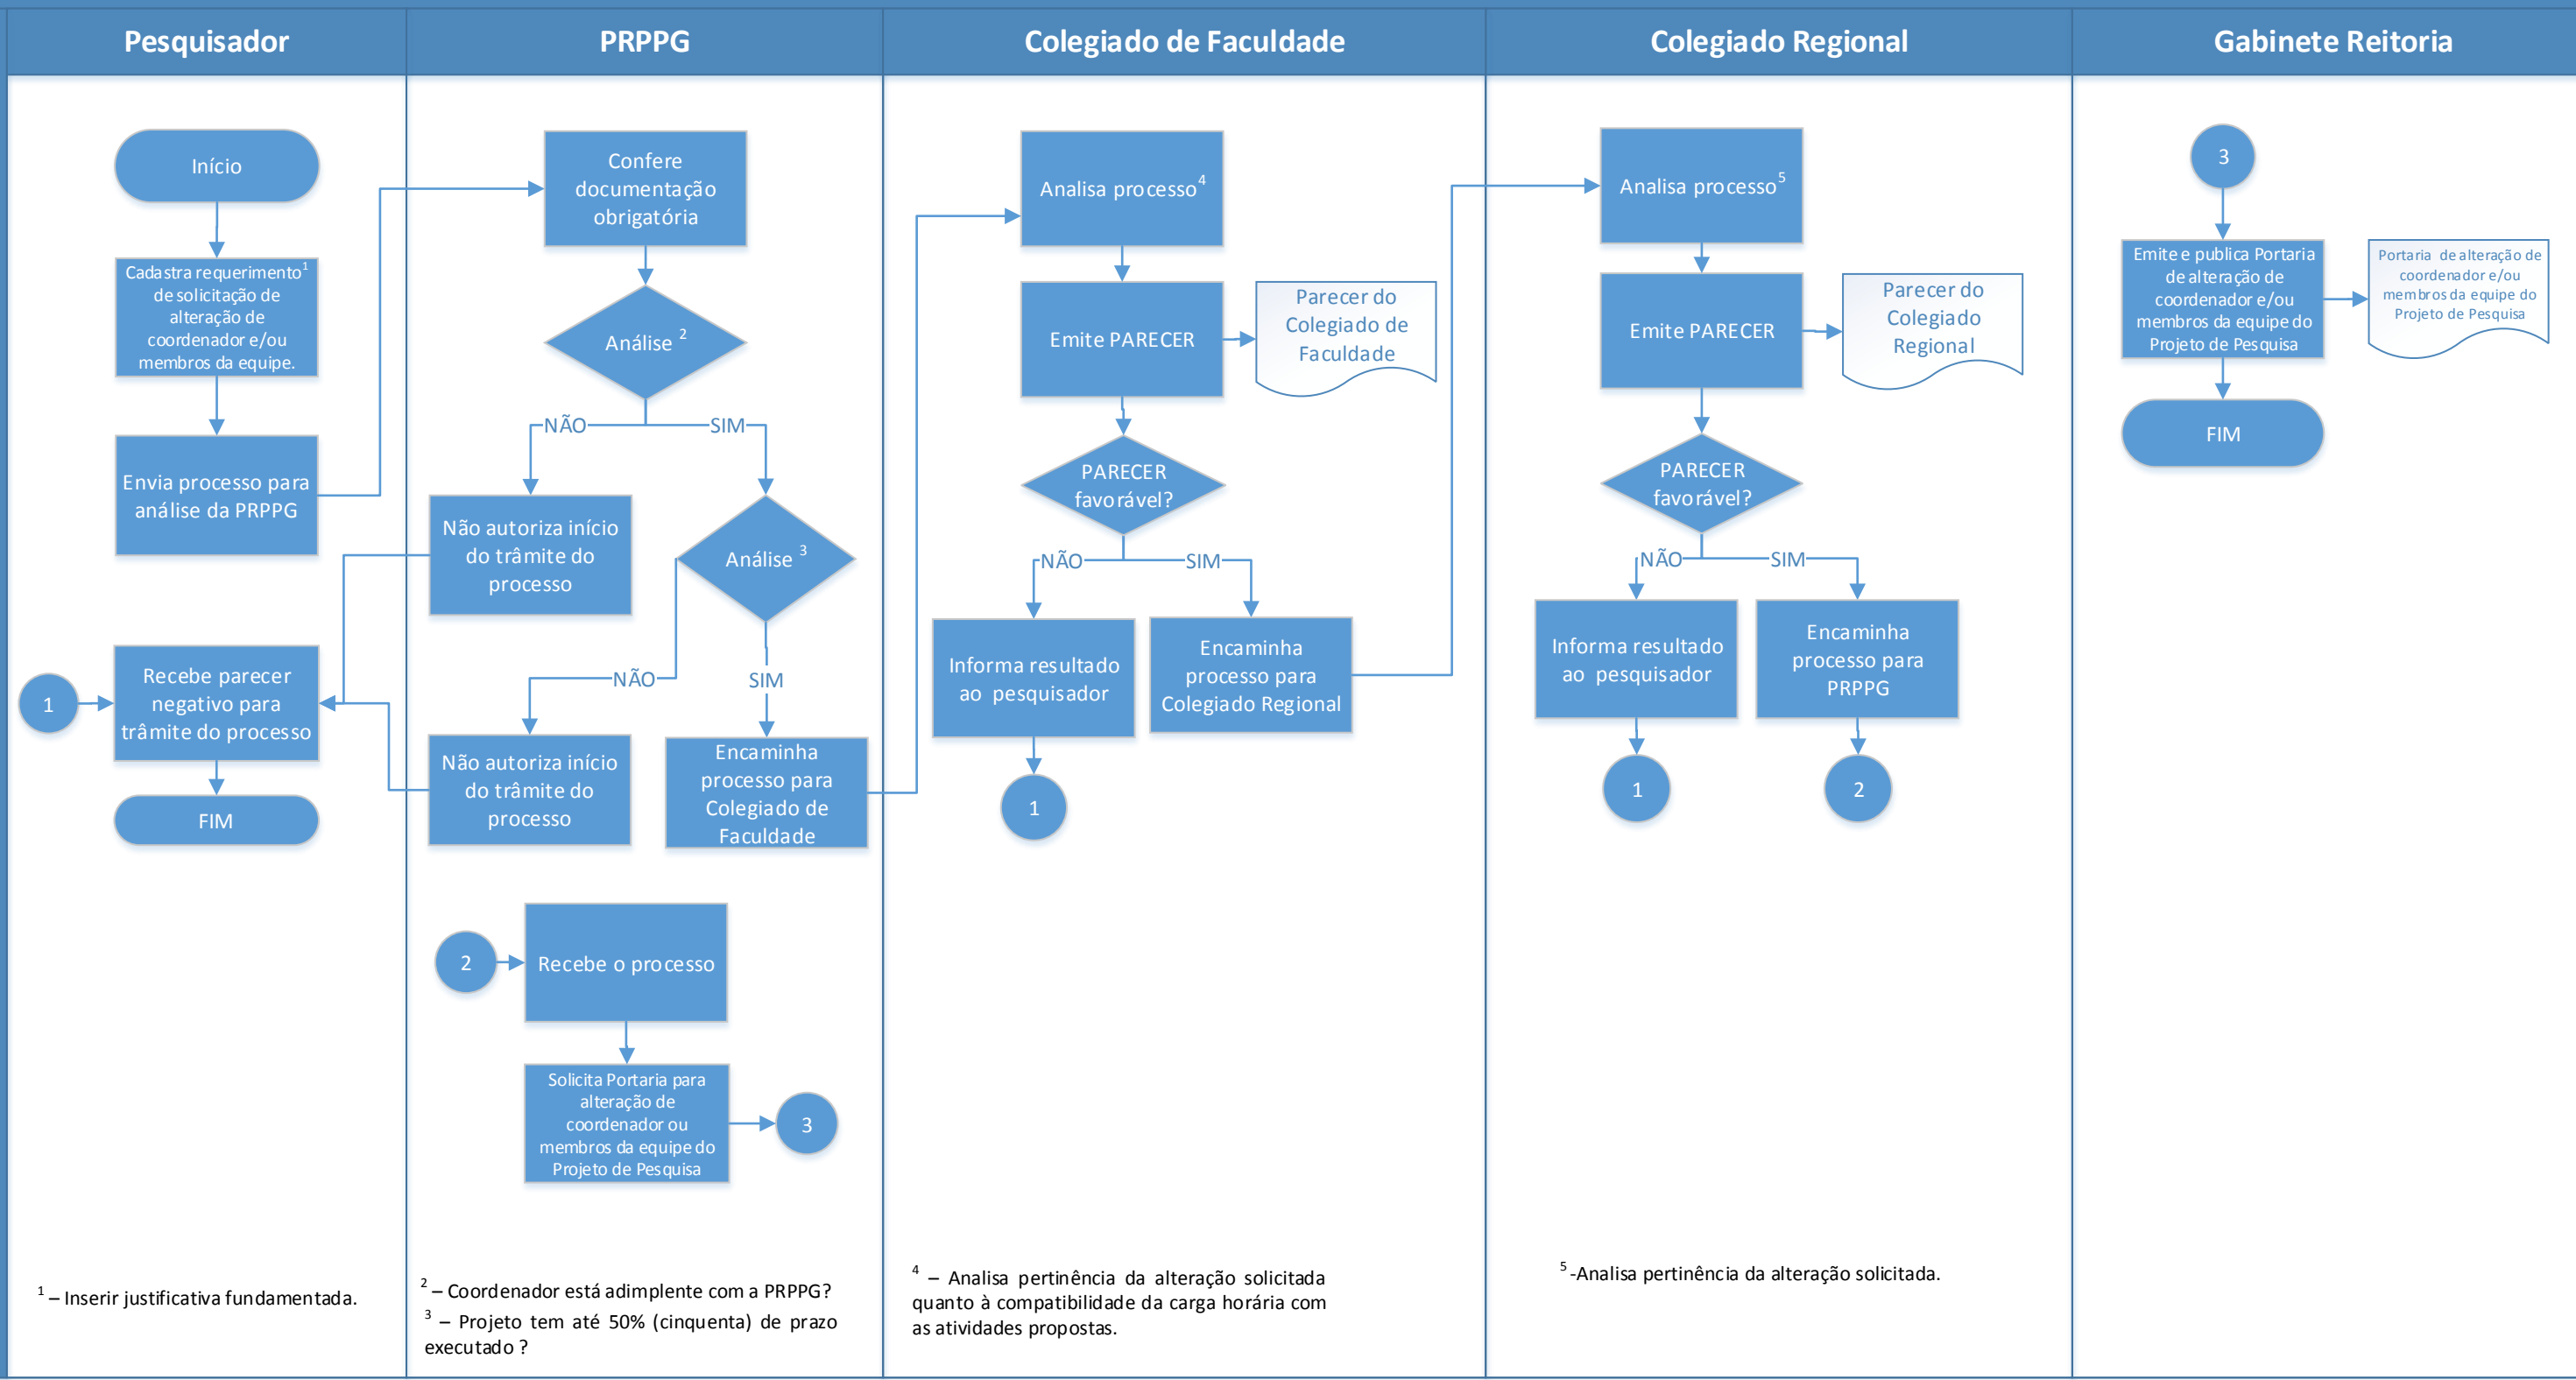 Pesquisador
PRPPG
Colegiado de Faculdade
Colegiado Regional
Gabinete Reitoria
Início
Cadastra requerimento1
de solicitação de
alteração de
coordenador e/ou
membros da equipe.
Envia processo para
análise da PRPPG
1
Recebe parecer
negativo para
trâmite do processo
FIM
1 – Inserir justificativa fundamentada.
Confere
documentação
obrigatória
Análise 2
NÃO
SIM
Não autoriza início
do trâmite do
processo
Análise 3
NÃO
SIM
Não autoriza início
do trâmite do
processo
Encaminha
processo para
Colegiado de
Faculdade
2
Recebe o processo
Solicita Portaria para
alteração de
coordenador ou
membros da equipe do
Projeto de Pesquisa
3
2 – Coordenador está adimplente com a PRPPG?
3 – Projeto tem até 50% (cinquenta) de prazo
executado ?
Analisa processo4
Emite PARECER
Parecer do
Colegiado de
Faculdade
PARECER
favorável?
NÃO
SIM
Informa resultado
ao pesquisador
Encaminha
processo para
Colegiado Regional
1
4 – Analisa pertinência da alteração solicitada
quanto à compatibilidade da carga horária com
as atividades propostas.
Analisa processo5
Emite PARECER
Parecer do
Colegiado
Regional
PARECER
favorável?
NÃO
SIM
Informa resultado
ao pesquisador
Encaminha
processo para
PRPPG
1
2
5 -Analisa pertinência da alteração solicitada.
3
Emite e publica Portaria
de alteração de
coordenador e/ou
membros da equipe do
Projeto de Pesquisa
Portaria de alteração de
coordenador e/ou
membros da equipe do
Projeto de Pesquisa
FIM